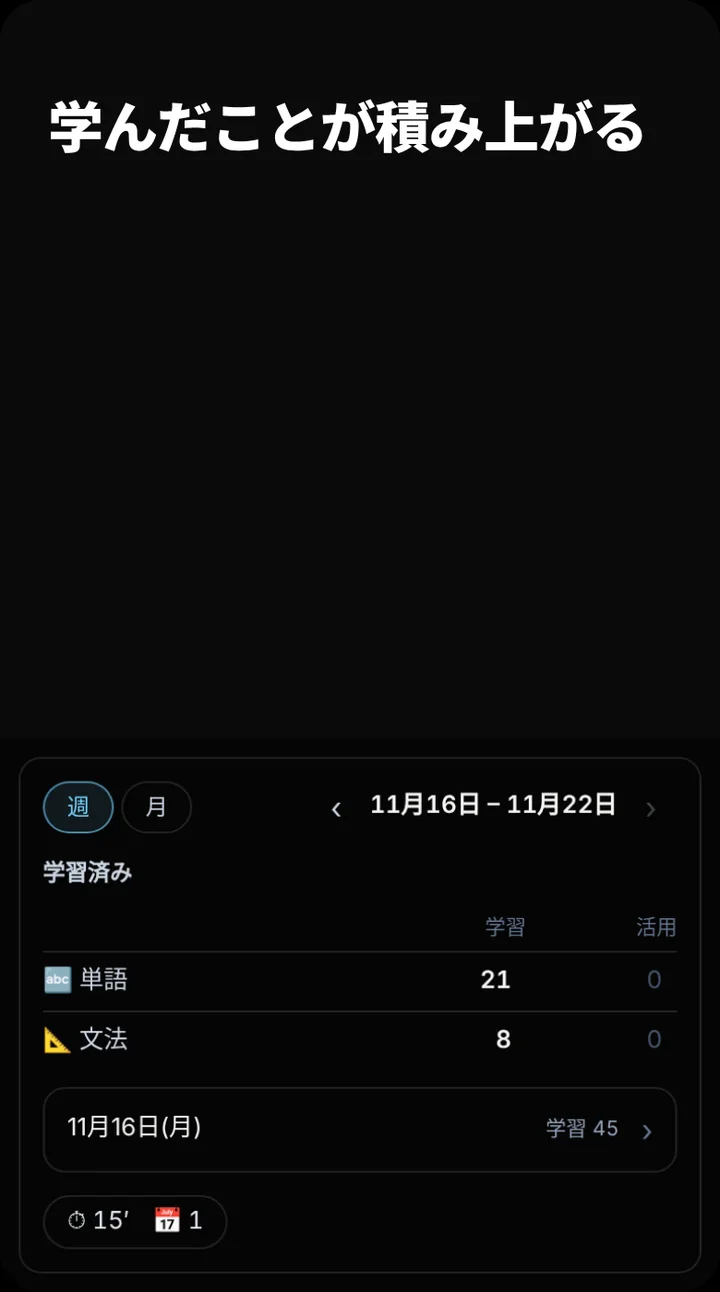 学んだことが積み上がる
週 月 ‹ 11月16日 – 11月22日 ›
学習済み
学習 活用
🔤 単語 21 0
📐 文法 8 0
11月16日(月) 学習 45 ›
⏱ 15′ 📅 1